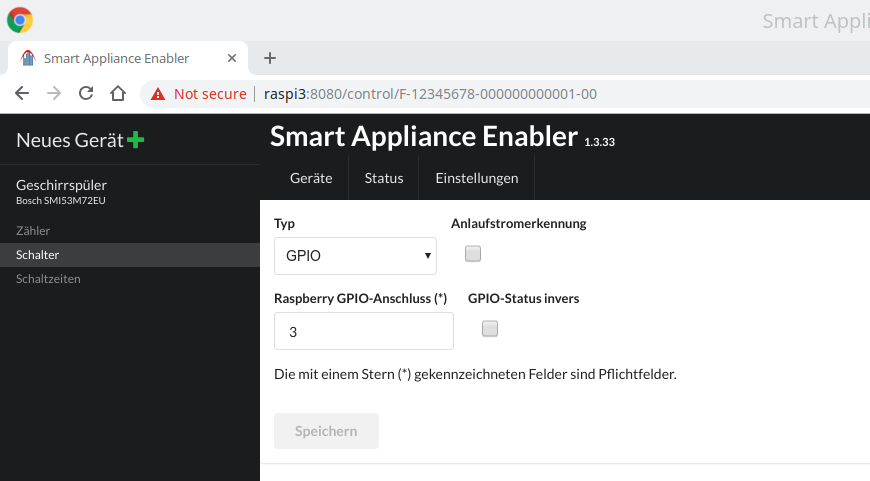 Smart Appli
Smart Appliance Enabler
Not secure | raspi3:8080/control/F-12345678-000000000001-00
Neues Gerät
Smart Appliance Enabler 1.3.33
Geräte Status Einstellungen
Geschirrspüler
Bosch SMI53M72EU
Zähler
Schalter
Schaltzeiten
Typ Anlaufstromerkennung
GPIO
Raspberry GPIO-Anschluss (*) GPIO-Status invers
3
Die mit einem Stern (*) gekennzeichneten Felder sind Pflichtfelder.
Speichern